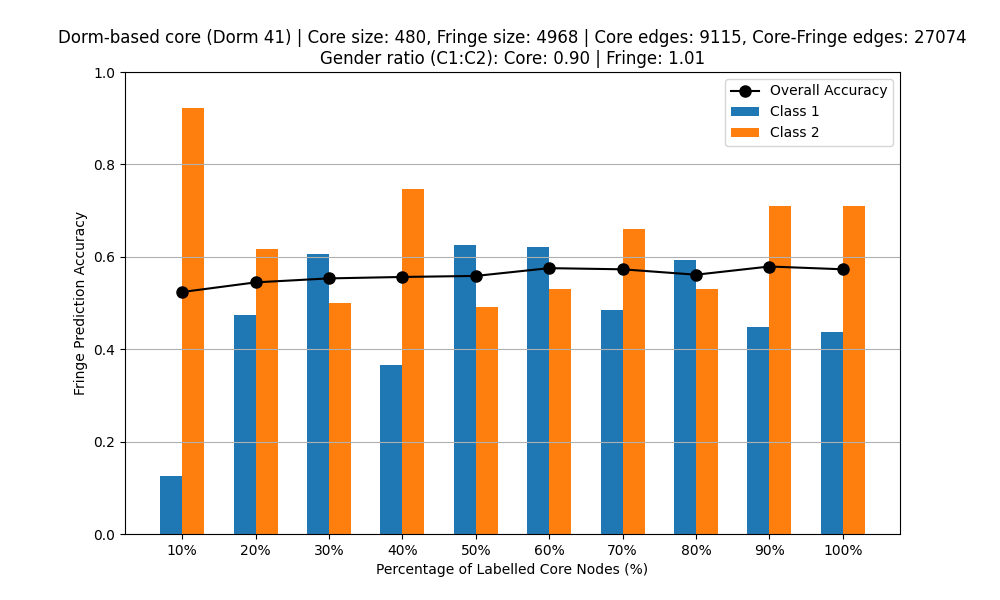 Dorm-based core (Dorm 41) | Core size: 480, Fringe size: 4968 | Core edges: 9115, Core-Fringe edges: 27074
Gender ratio (C1:C2): Core: 0.90 | Fringe: 1.01
1.0
0.8
0.6
0.4
0.2
0.0
Fringe Prediction Accuracy
Overall Accuracy
Class 1
Class 2
10% 20% 30% 40% 50% 60% 70% 80% 90% 100%
Percentage of Labelled Core Nodes (%)